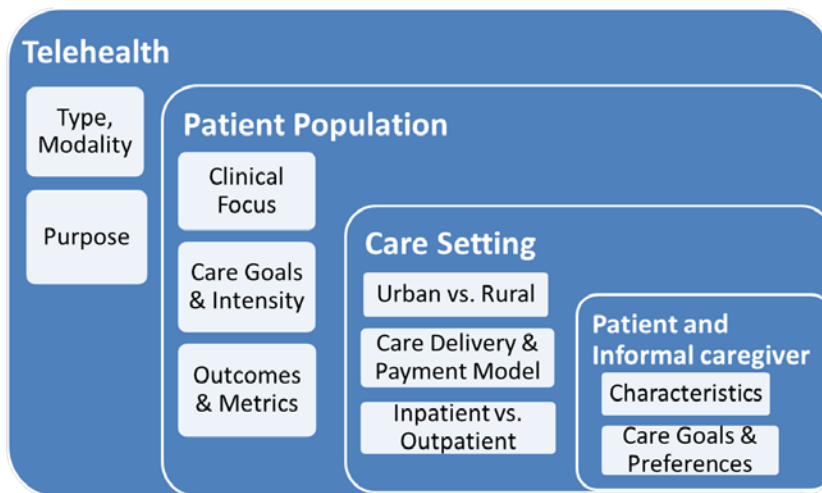 Telehealth
Type,
Modality
Purpose
Patient Population
Clinical
Focus
Care Goals
& Intensity
Outcomes
& Metrics
Care Setting
Urban vs. Rural
Care Delivery &
Payment Model
Inpatient vs.
Outpatient
Patient and
Informal caregiver
Characteristics
Care Goals &
Preferences